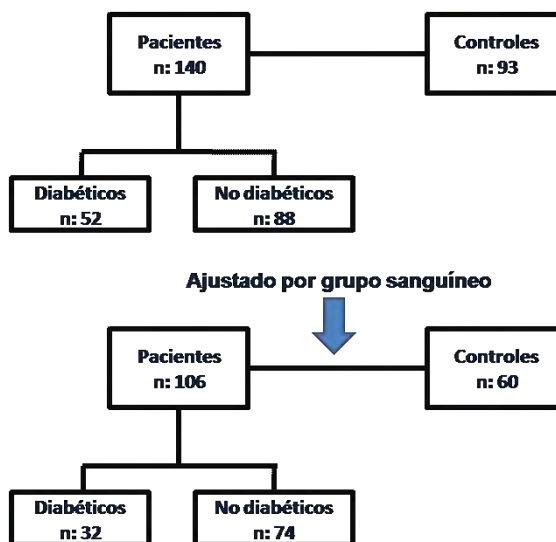 Pacientes
n: 140
Controles
n: 93
Diabéticos
n: 52
No diabéticos
n: 88
Ajustado por grupo sanguíneo
Pacientes
n: 106
Controles
n: 60
Diabéticos
n: 32
No diabéticos
n: 74